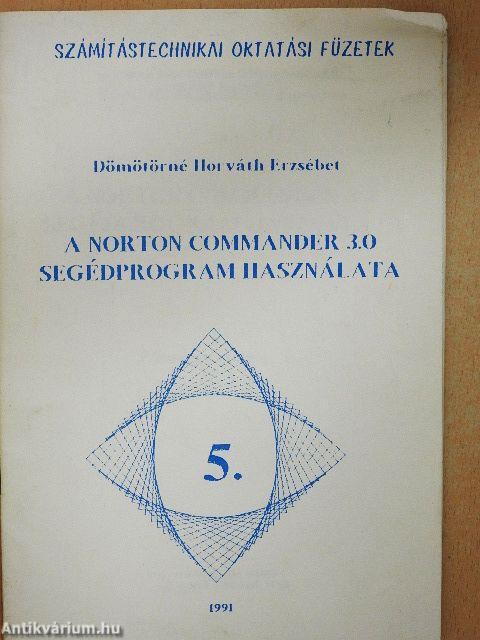 SZÁMÍTÁSTECHNIKAI OKTATÁSI FÜZETEK
Dömötörné Horváth Erzsébet
A NORTON COMMANDER 3.0
SEGÉDPROGRAM HASZNÁLATA
5.
1991
Antikvárium.hu